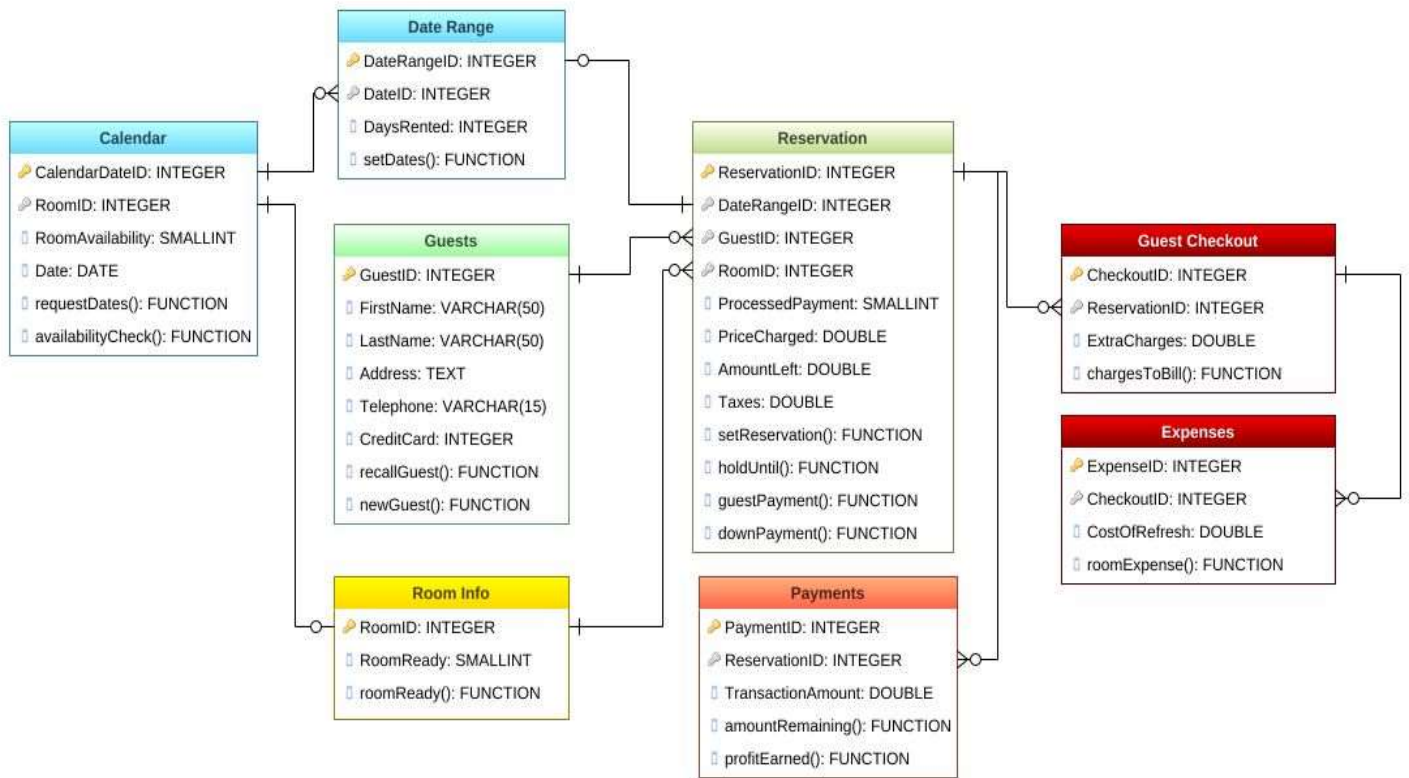 Date Range
DateRangeID: INTEGER
DateID: INTEGER
DaysRented: INTEGER
setDates(): FUNCTION
Calendar
CalendarDateID: INTEGER
RoomID: INTEGER
RoomAvailability: SMALLINT
Date: DATE
requestDates(): FUNCTION
availabilityCheck(): FUNCTION
Guests
GuestID: INTEGER
FirstName: VARCHAR(50)
LastName: VARCHAR(50)
Address: TEXT
Telephone: VARCHAR(15)
CreditCard: INTEGER
recallGuest(): FUNCTION
newGuest(): FUNCTION
Room Info
RoomID: INTEGER
RoomReady: SMALLINT
roomReady(): FUNCTION
Reservation
ReservationID: INTEGER
DateRangeID: INTEGER
GuestID: INTEGER
RoomID: INTEGER
ProcessedPayment: SMALLINT
PriceCharged: DOUBLE
AmountLeft: DOUBLE
Taxes: DOUBLE
setReservation(): FUNCTION
holdUntil(): FUNCTION
guestPayment(): FUNCTION
downPayment(): FUNCTION
Payments
PaymentID: INTEGER
ReservationID: INTEGER
TransactionAmount: DOUBLE
amountRemaining(): FUNCTION
profitEarned(): FUNCTION
Guest Checkout
CheckoutID: INTEGER
ReservationID: INTEGER
ExtraCharges: DOUBLE
chargesToBill(): FUNCTION
Expenses
ExpenseID: INTEGER
CheckoutID: INTEGER
CostOfRefresh: DOUBLE
roomExpense(): FUNCTION